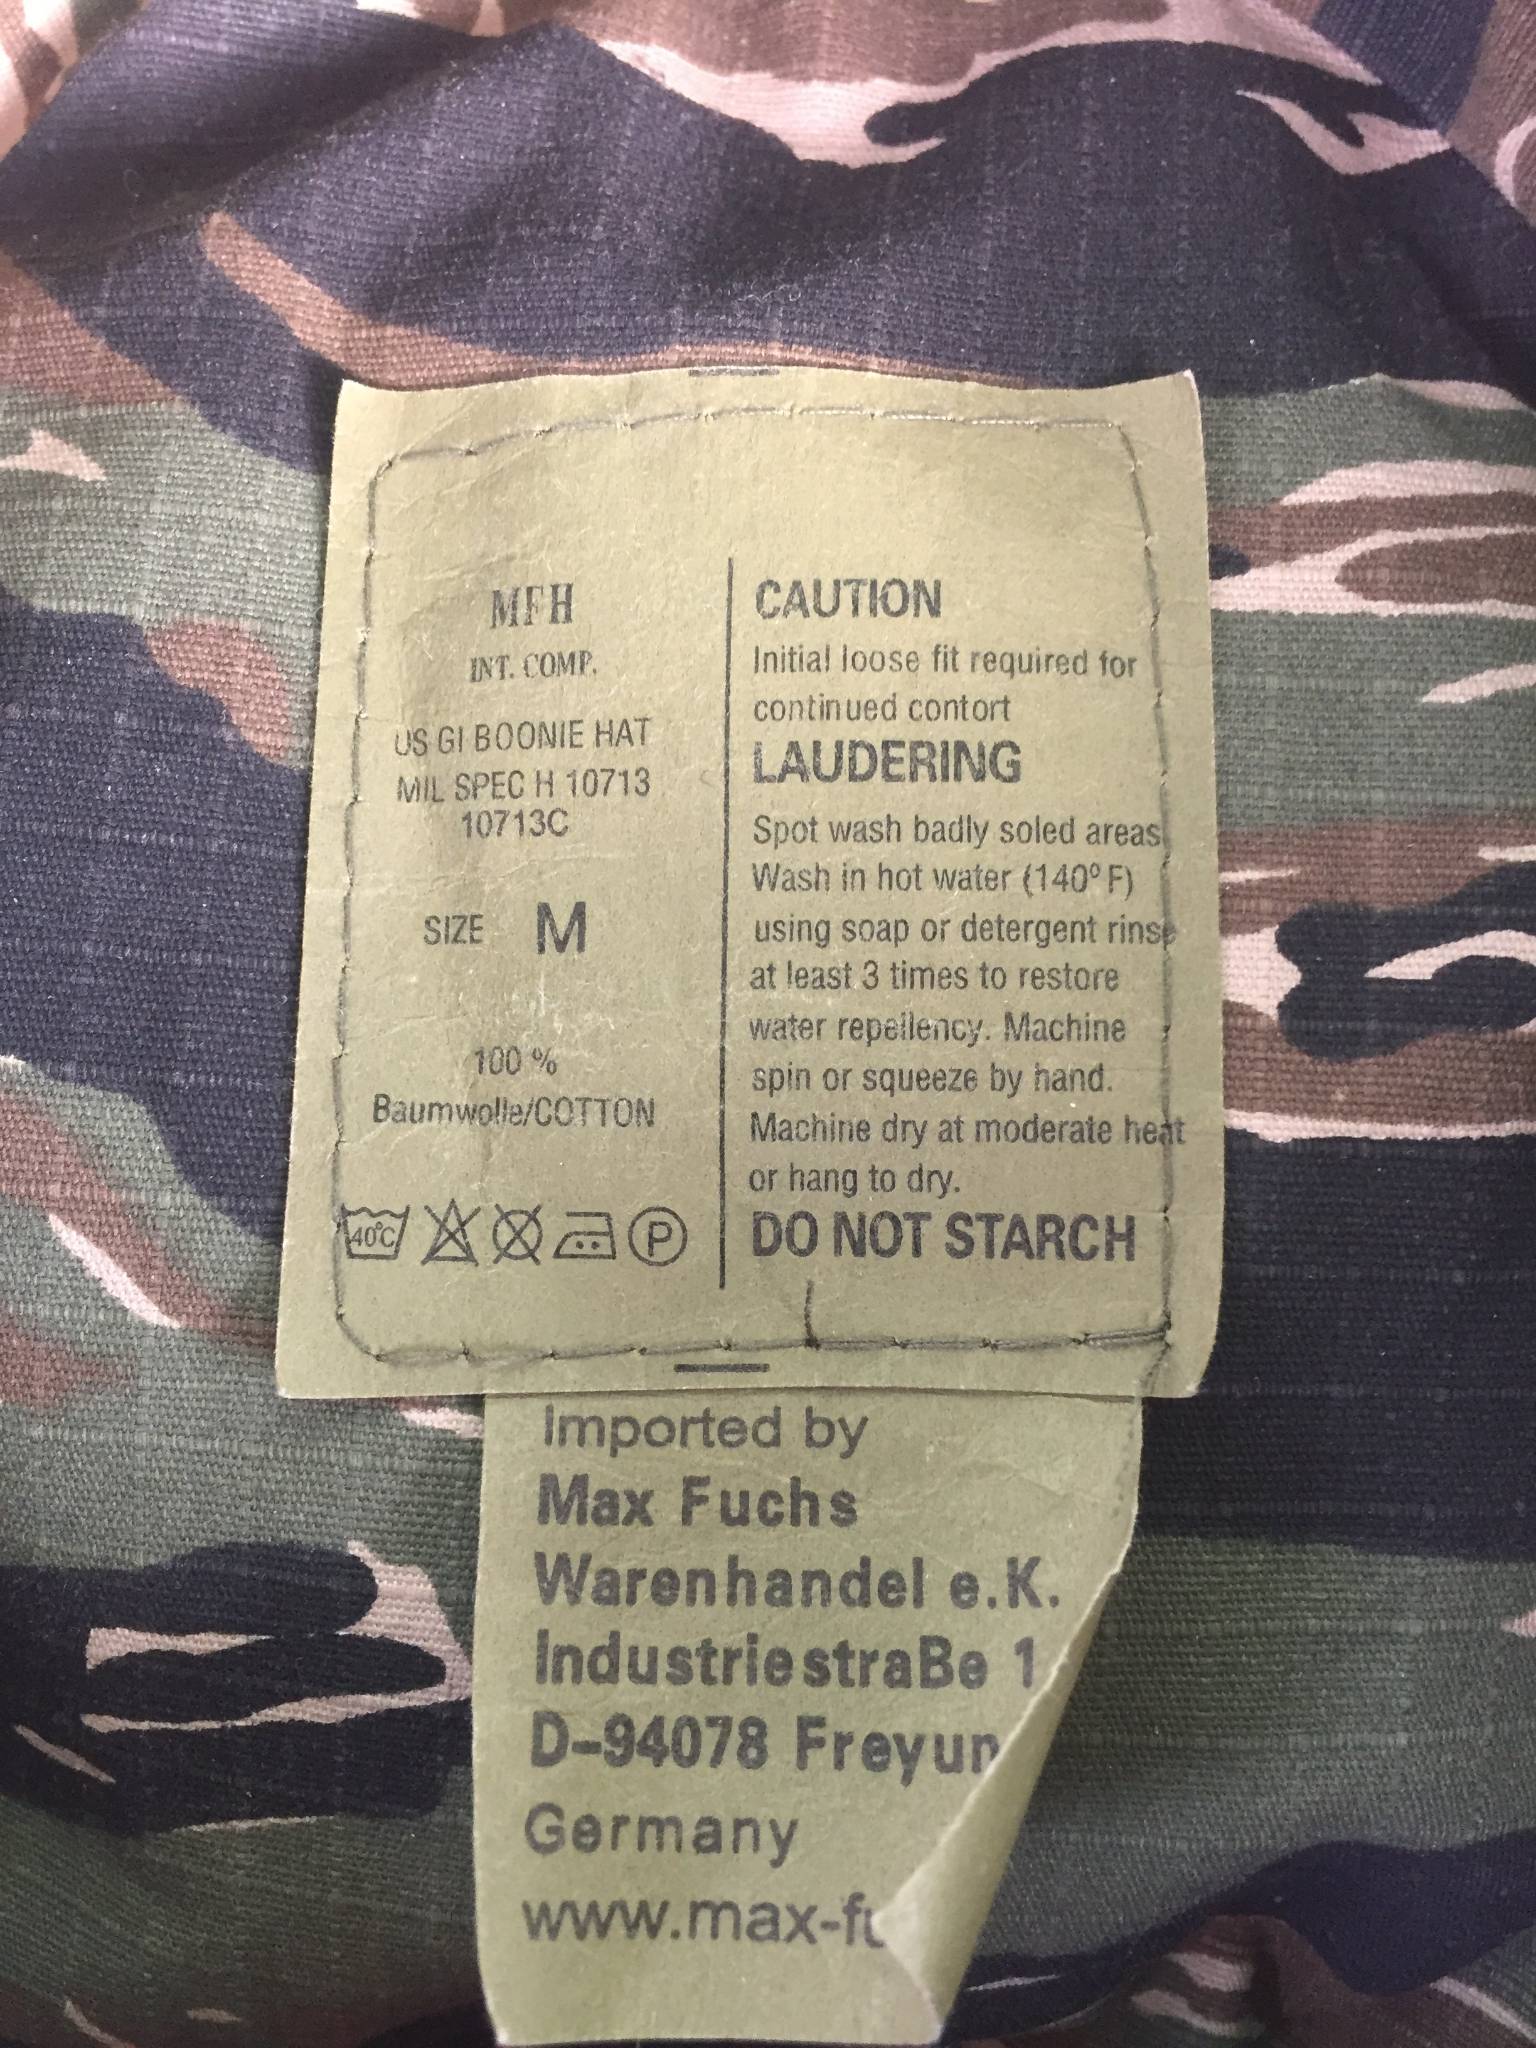 MFH
INT. COMP.
US GI BOONIE HAT
MIL SPEC H 10713
10713C
SIZE M
100 %
Baumwolle/COTTON
40°C P
CAUTION
Initial loose fit required for
continued contort
LAUDERING
Spot wash badly soled areas
Wash in hot water (140°F)
using soap or detergent rinse
at least 3 times to restore
water repellency. Machine
spin or squeeze by hand.
Machine dry at moderate heat
or hang to dry.
DO NOT STARCH
Imported by
Max Fuchs
Warenhandel e.K.
IndustriestraBe 1
D-94078 Freyun
Germany
www.max-fu